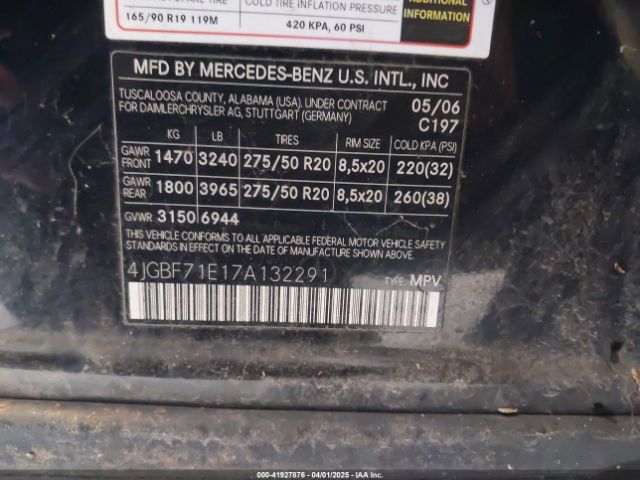 165/90 R19 119M
COLD TIRE INFLATION PRESSURE
420 KPA, 60 PSI
ADDITIONAL
INFORMATION
MFD BY MERCEDES-BENZ U.S. INTL., INC
TUSCALOOSA COUNTY, ALABAMA (USA). UNDER CONTRACT
FOR DAIMLERCHRYSLER AG, STUTTGART (GERMANY)
05/06
C197
KG LB TIRES RIM SIZE COLD KPA (PSI)
GAWR FRONT 1470 3240 275/50 R20 8,5x20 220(32)
GAWR REAR 1800 3965 275/50 R20 8,5x20 260(38)
GVWR 3150 6944
THIS VEHICLE CONFORMS TO ALL APPLICABLE FEDERAL MOTOR VEHICLE SAFETY
STANDARDS IN EFFECT ON THE DATE OF MANUFACTURE SHOWN ABOVE.
4JGBF71E17A132291
MPV
000-41927876 - 04/01/2025 - IAAI.COM